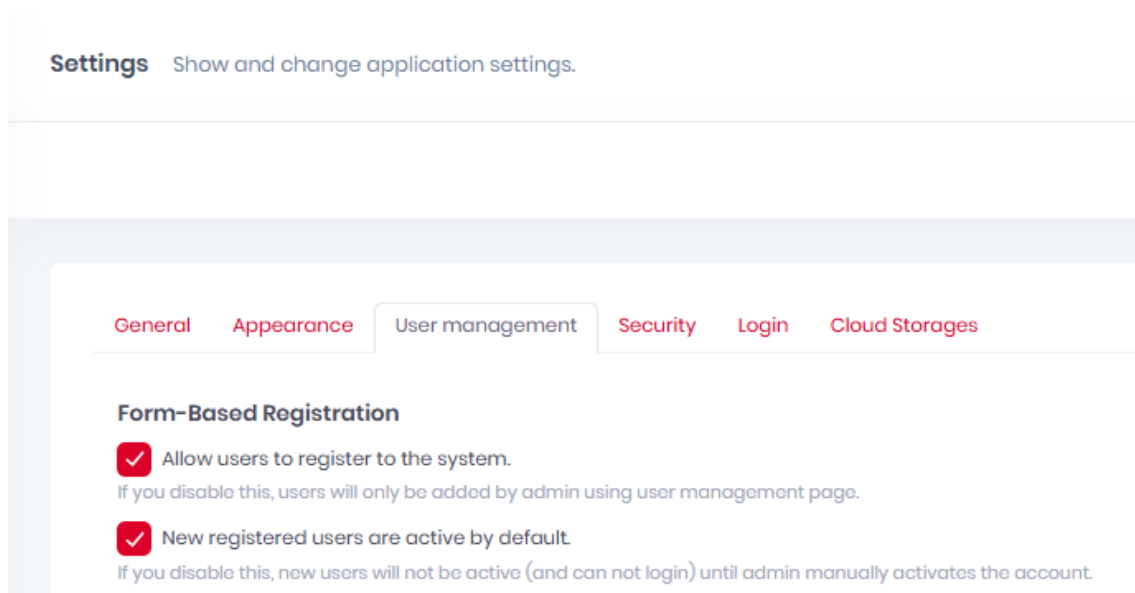 Settings Show and change application settings.
General Appearance User management Security Login Cloud Storages
Form-Based Registration
Allow users to register to the system.
If you disable this, users will only be added by admin using user management page.
New registered users are active by default.
If you disable this, new users will not be active (and can not login) until admin manually activates the account.